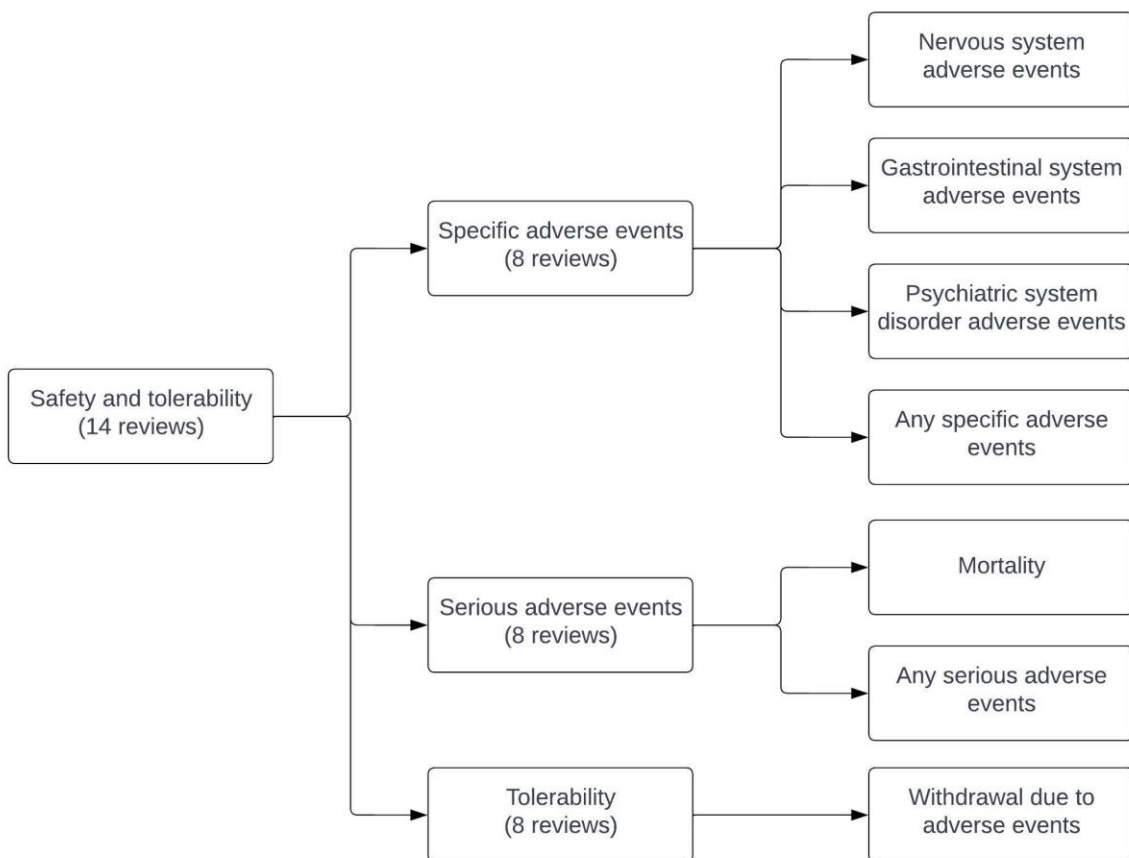 Nervous system
adverse events
Gastrointestinal system
adverse events
Specific adverse events
(8 reviews)
Psychiatric system
disorder adverse events
Safety and tolerability
(14 reviews)
Any specific adverse
events
Mortality
Serious adverse events
(8 reviews)
Any serious adverse
events
Tolerability
(8 reviews)
Withdrawal due to
adverse events